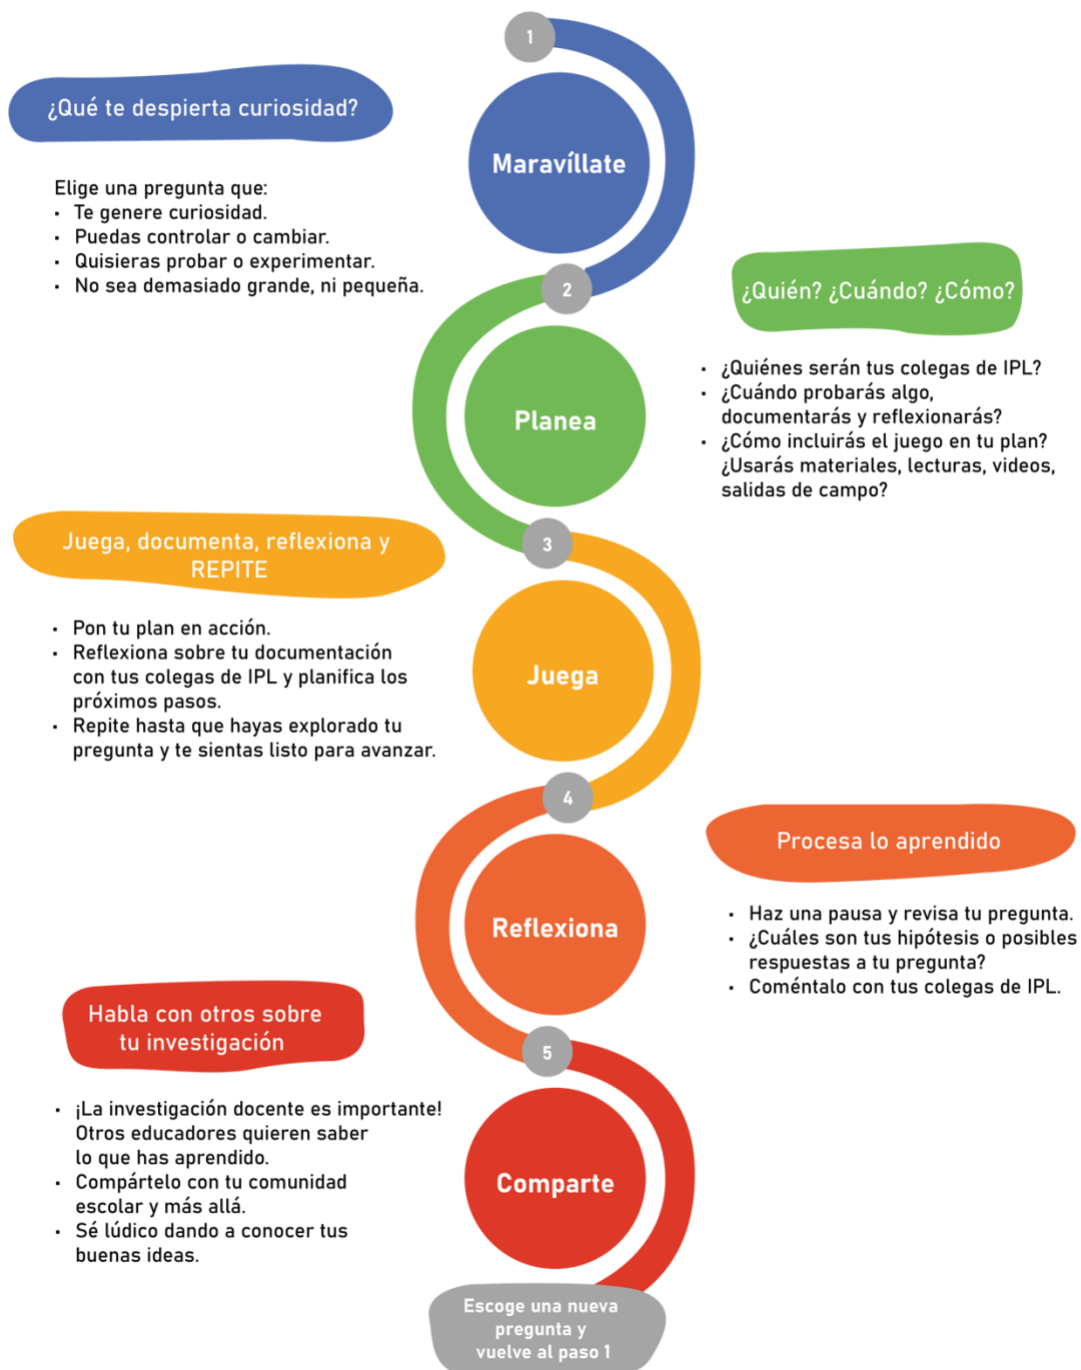 1
¿Qué te despierta curiosidad?
Maravíllate
Elige una pregunta que:
· Te genere curiosidad.
· Puedas controlar o cambiar.
· Quisieras probar o experimentar.
· No sea demasiado grande, ni pequeña.
2
¿Quién? ¿Cuándo? ¿Cómo?
Planea
· ¿Quiénes serán tus colegas de IPL?
· ¿Cuándo probarás algo,
documentarás y reflexionarás?
· ¿Cómo incluirás el juego en tu plan?
¿Usarás materiales, lecturas, videos,
salidas de campo?
3
Juega, documenta, reflexiona y
REPITE
Juega
· Pon tu plan en acción.
· Reflexiona sobre tu documentación
con tus colegas de IPL y planifica los
próximos pasos.
· Repite hasta que hayas explorado tu
pregunta y te sientas listo para avanzar.
4
Procesa lo aprendido
Reflexiona
· Haz una pausa y revisa tu pregunta.
· ¿Cuáles son tus hipótesis o posibles
respuestas a tu pregunta?
· Coméntalo con tus colegas de IPL.
5
Habla con otros sobre
tu investigación
Comparte
· ¡La investigación docente es importante!
Otros educadores quieren saber
lo que has aprendido.
· Compártelo con tu comunidad
escolar y más allá.
· Sé lúdico dando a conocer tus
buenas ideas.
Escoge una nueva
pregunta y
vuelve al paso 1